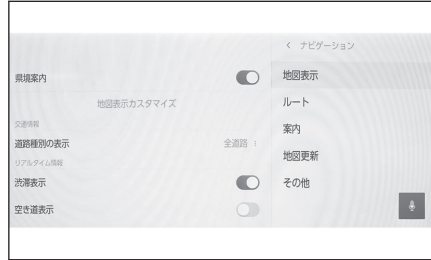 県境案内
地図表示カスタマイズ
交通情報
道路種別の表示
全道路
リアルタイム情報
渋滞表示
空き道表示
ナビゲーション
地図表示
ルート
案内
地図更新
その他